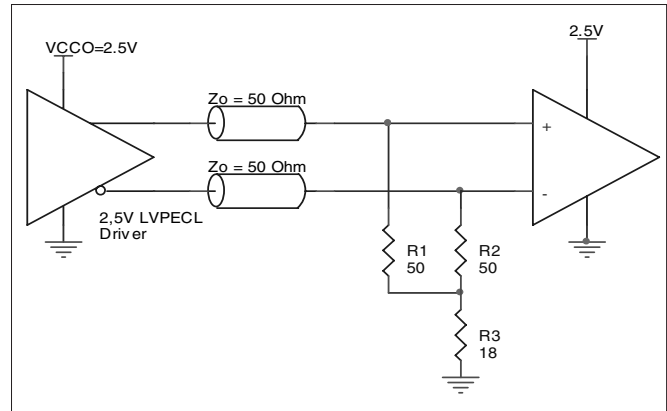 VCCO=2.5V
2.5V
Zo = 50 Ohm
+
Zo = 50 Ohm
-
2,5V LVPECL
Driver
R1
50
R2
50
R3
18